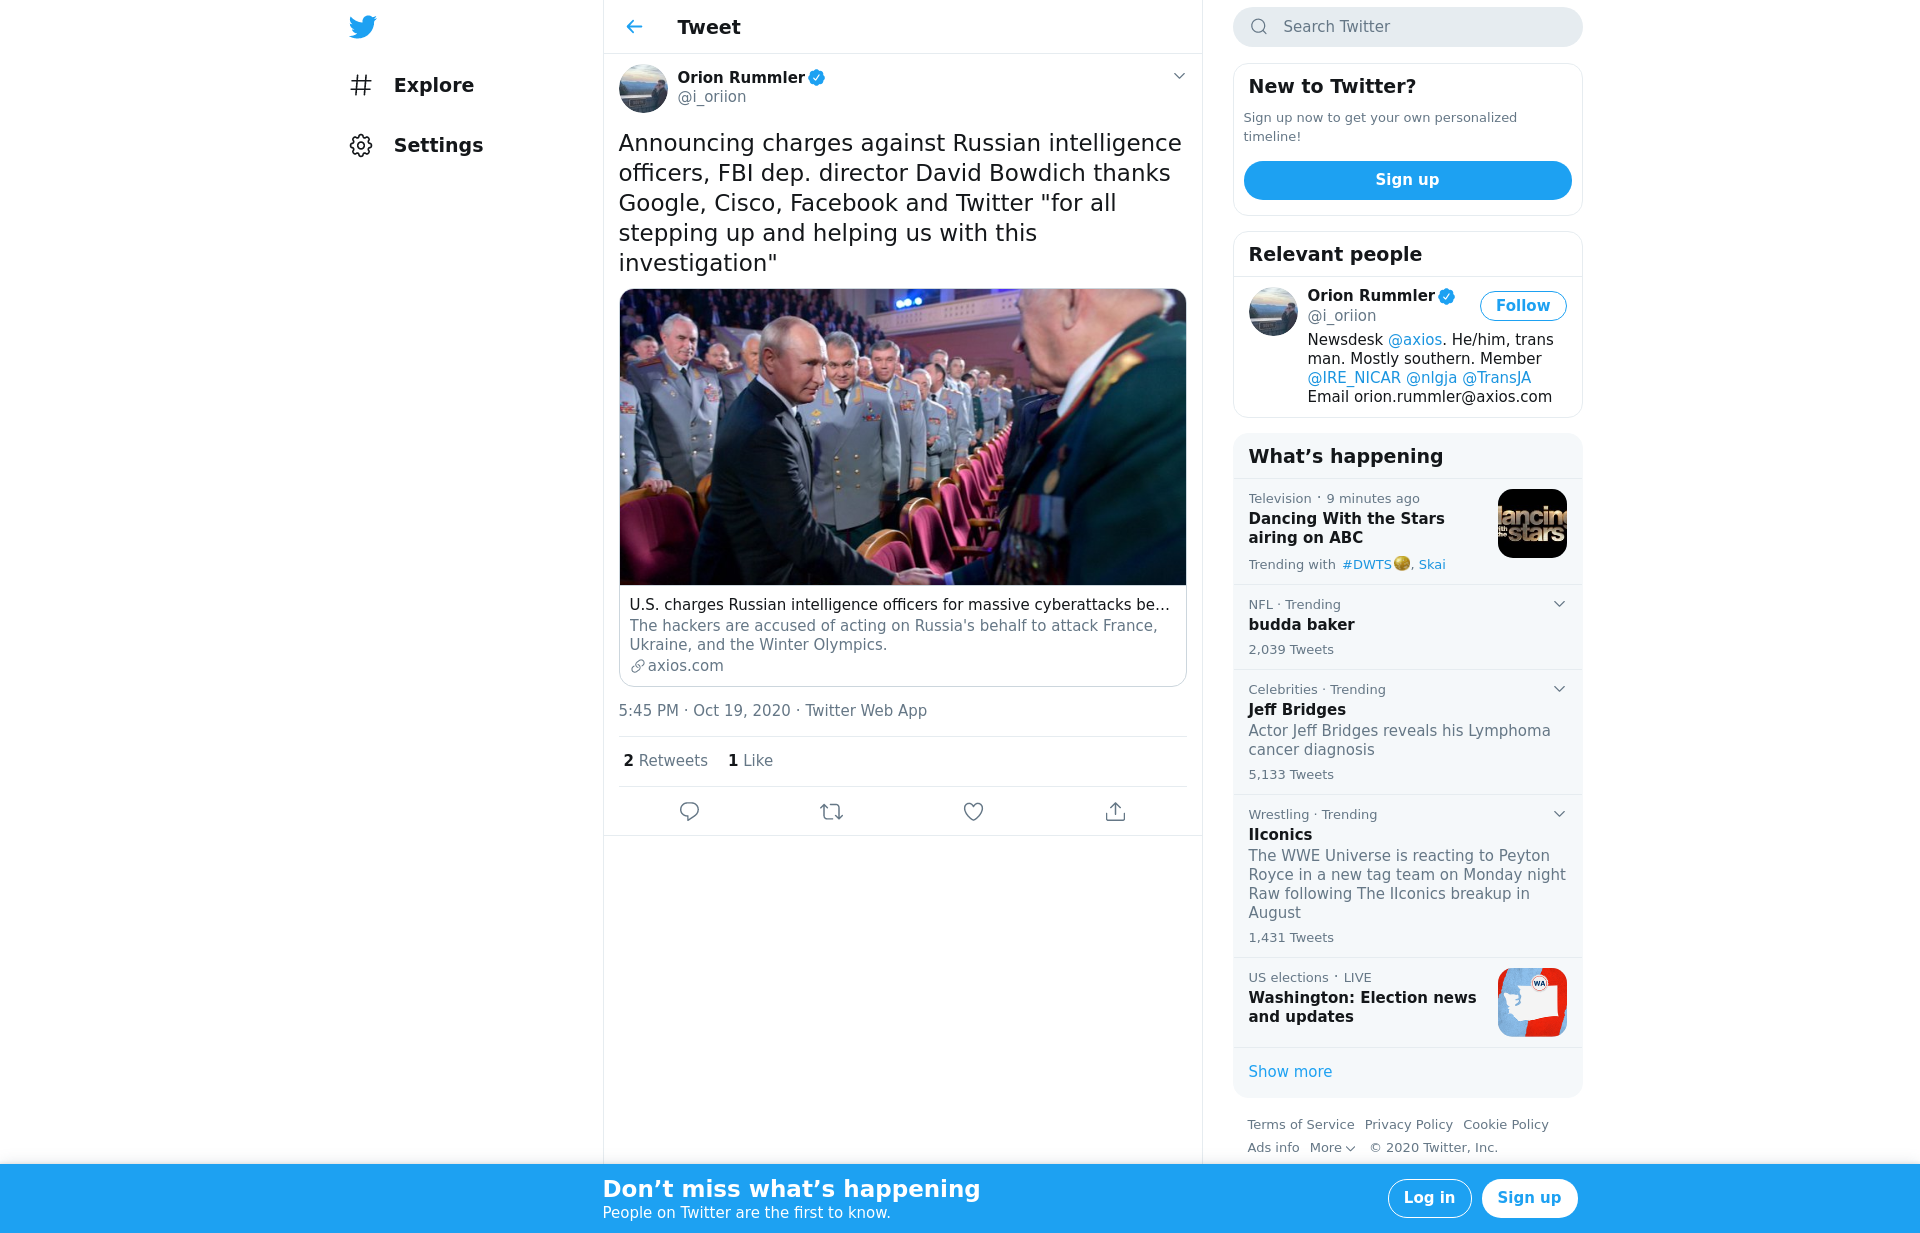 Explore
Settings
Tweet
Orion Rummler
@i_oriion
Announcing charges against Russian intelligence
officers, FBI dep. director David Bowdich thanks
Google, Cisco, Facebook and Twitter "for all
stepping up and helping us with this
investigation"
U.S. charges Russian intelligence officers for massive cyberattacks be...
The hackers are accused of acting on Russia's behalf to attack France,
Ukraine, and the Winter Olympics.
axios.com
5:45 PM · Oct 19, 2020 · Twitter Web App
2 Retweets 1 Like
Search Twitter
New to Twitter?
Sign up now to get your own personalized
timeline!
Sign up
Relevant people
Orion Rummler
@i_oriion
Follow
Newsdesk @axios. He/him, trans
man. Mostly southern. Member
@IRE_NICAR @nlgja @TransJA
Email orion.rummler@axios.com
What’s happening
Television · 9 minutes ago
Dancing With the Stars
airing on ABC
Trending with #DWTS, Skai
dancing
with the stars
NFL · Trending
budda baker
2,039 Tweets
Celebrities · Trending
Jeff Bridges
Actor Jeff Bridges reveals his Lymphoma
cancer diagnosis
5,133 Tweets
Wrestling · Trending
IIconics
The WWE Universe is reacting to Peyton
Royce in a new tag team on Monday night
Raw following The IIconics breakup in
August
1,431 Tweets
US elections · LIVE
Washington: Election news
and updates
WA
Show more
Terms of Service Privacy Policy Cookie Policy
Ads info More © 2020 Twitter, Inc.
Don’t miss what’s happening
People on Twitter are the first to know.
Log in
Sign up